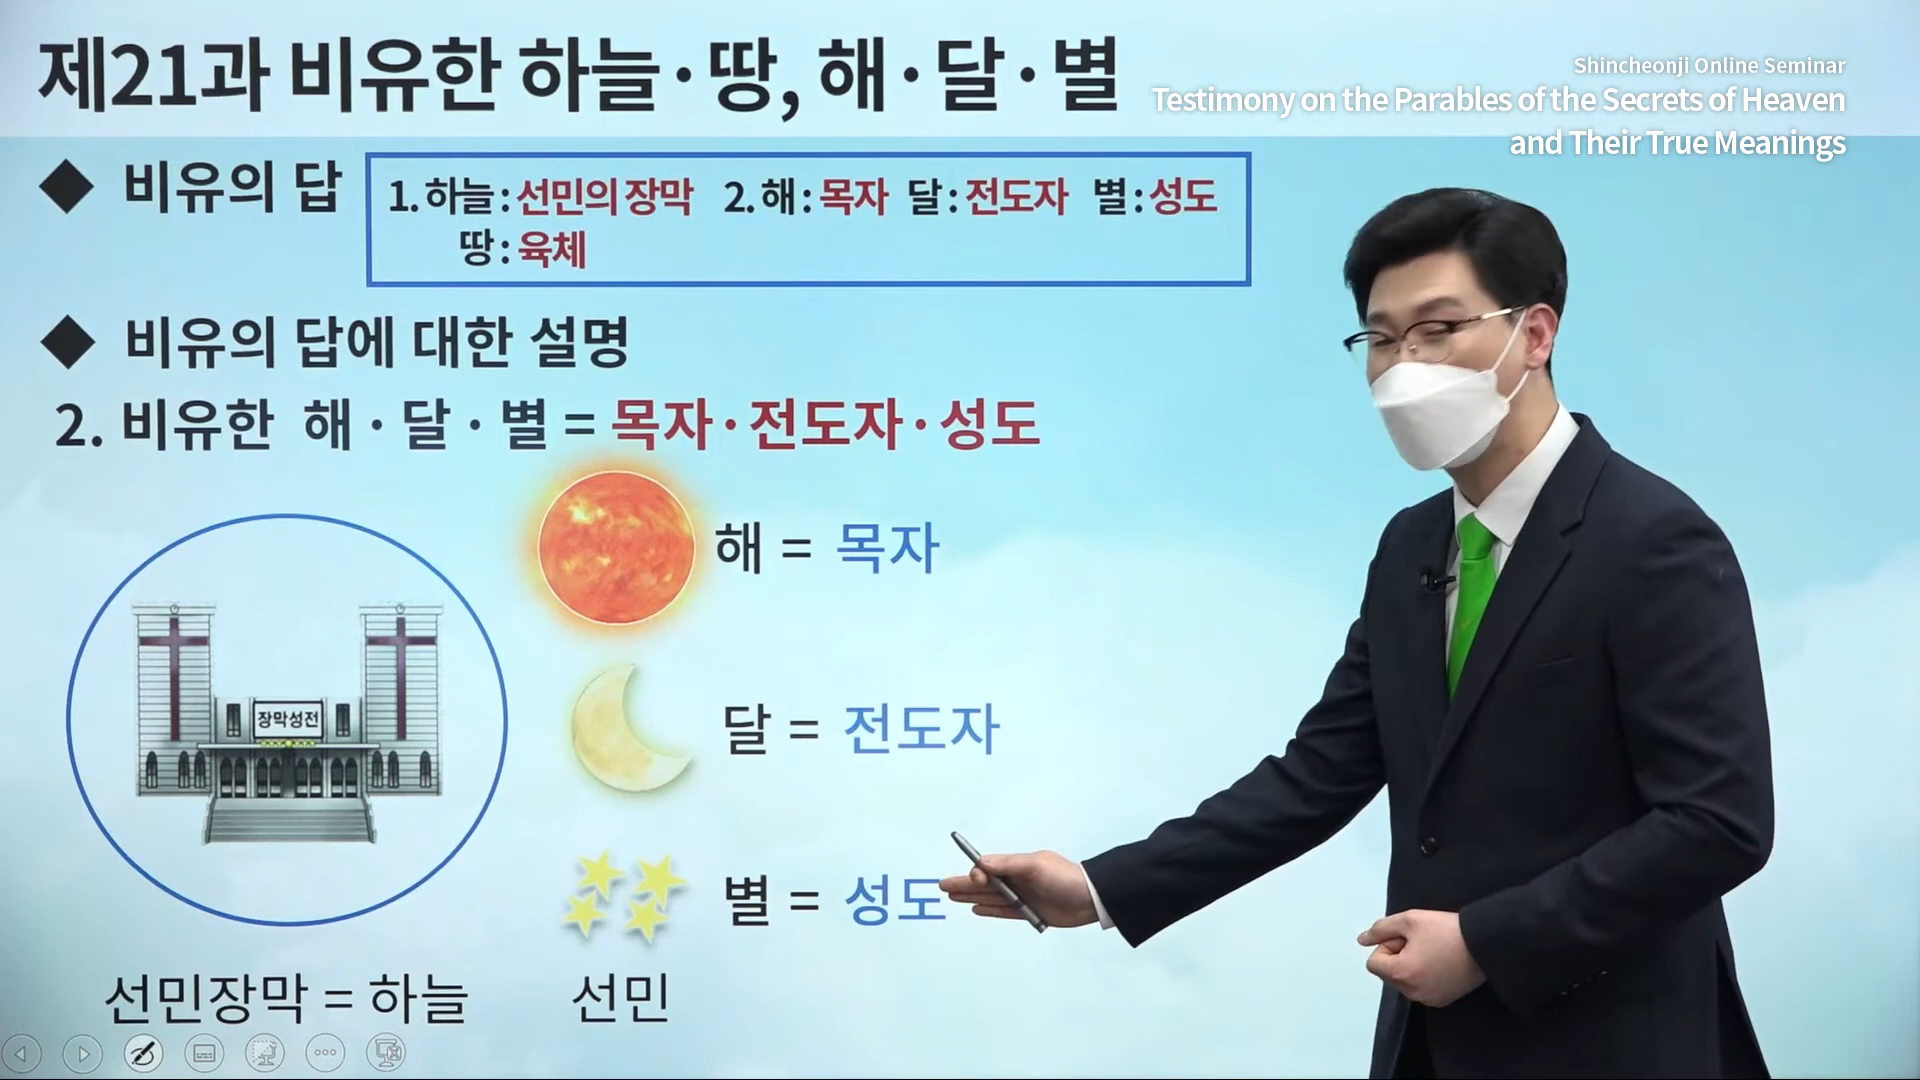 제21과 비유한 하늘·땅, 해·달·별
Shincheonji Online Seminar
Testimony on the Parables of the Secrets of Heaven
and Their True Meanings
◆ 비유의 답
1. 하늘 : 선민의 장막 2. 해 : 목자 달 : 전도자 별 : 성도
땅 : 육체
◆ 비유의 답에 대한 설명
2. 비유한 해 · 달 · 별 = 목자·전도자·성도
해 = 목자
장막성전
달 = 전도자
별 = 성도
선민장막 = 하늘
선민